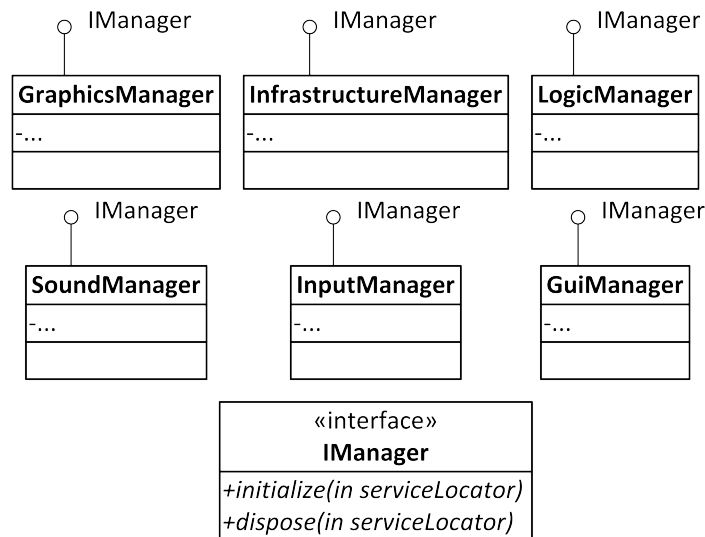 IManager
IManager
IManager
GraphicsManager
InfrastructureManager
LogicManager
-...
-...
-...
IManager
IManager
IManager
SoundManager
InputManager
GuiManager
-...
-...
-...
«interface»
IManager
+initialize(in serviceLocator)
+dispose(in serviceLocator)